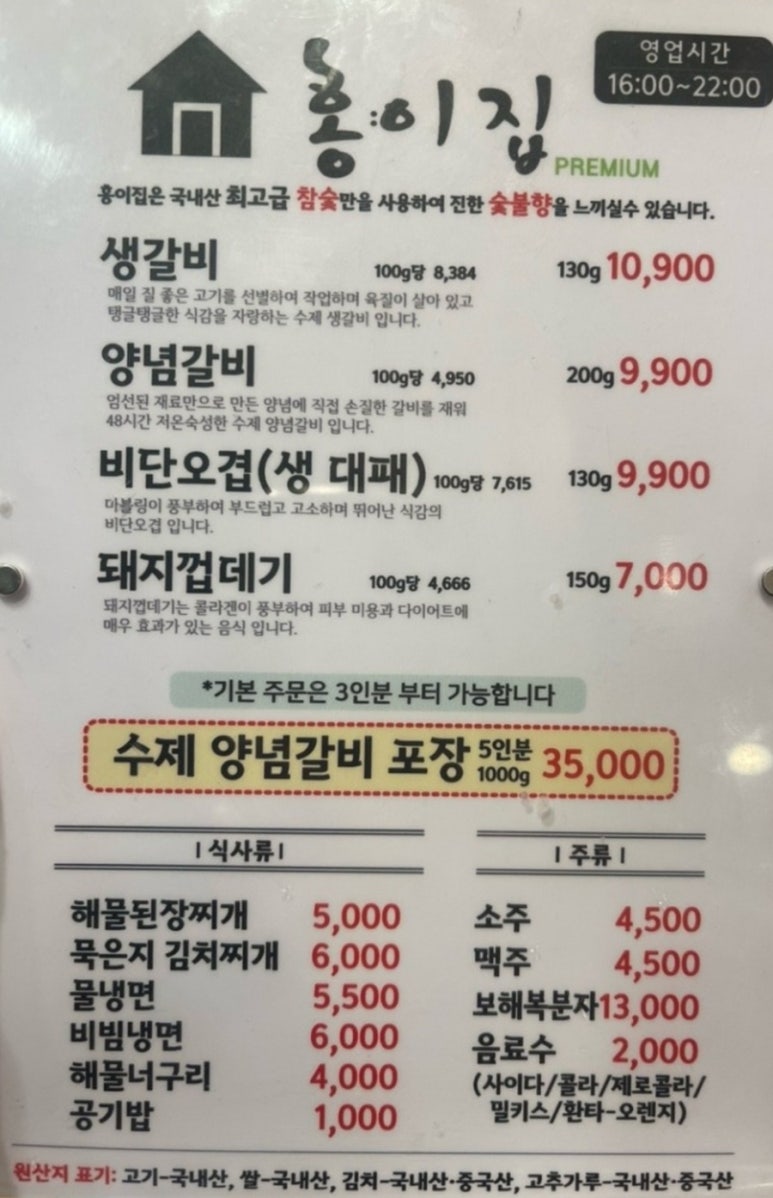 영업시간
16:00~22:00
홍이집
PREMIUM
홍이집은 국내산 최고급 참숯만을 사용하여 진한 숯불향을 느끼실수 있습니다.
생갈비 100g당 8,384 130g 10,900
매일 질 좋은 고기를 선별하여 작업하며 육질이 살아 있고
탱글탱글한 식감을 자랑하는 수제 생갈비 입니다.
양념갈비 100g당 4,950 200g 9,900
엄선된 재료만으로 만든 양념에 직접 손질한 갈비를 재워
48시간 저온숙성한 수제 양념갈비 입니다.
비단오겹(생 대패) 100g당 7,615 130g 9,900
마블링이 풍부하여 부드럽고 고소하며 뛰어난 식감의
비단오겹 입니다.
돼지껍데기 100g당 4,666 150g 7,000
돼지껍데기는 콜라겐이 풍부하여 피부 미용과 다이어트에
매우 효과가 있는 음식 입니다.
*기본 주문은 3인분 부터 가능합니다
수제 양념갈비 포장 5인분 1000g 35,000
| 식사류 |
해물된장찌개 5,000
묵은지 김치찌개 6,000
물냉면 5,500
비빔냉면 6,000
해물너구리 4,000
공기밥 1,000
| 주류 |
소주 4,500
맥주 4,500
보해복분자 13,000
음료수 2,000
(사이다/콜라/제로콜라/
밀키스/환타-오렌지)
원산지 표기: 고기-국내산, 쌀-국내산, 김치-국내산·중국산, 고추가루-국내산·중국산